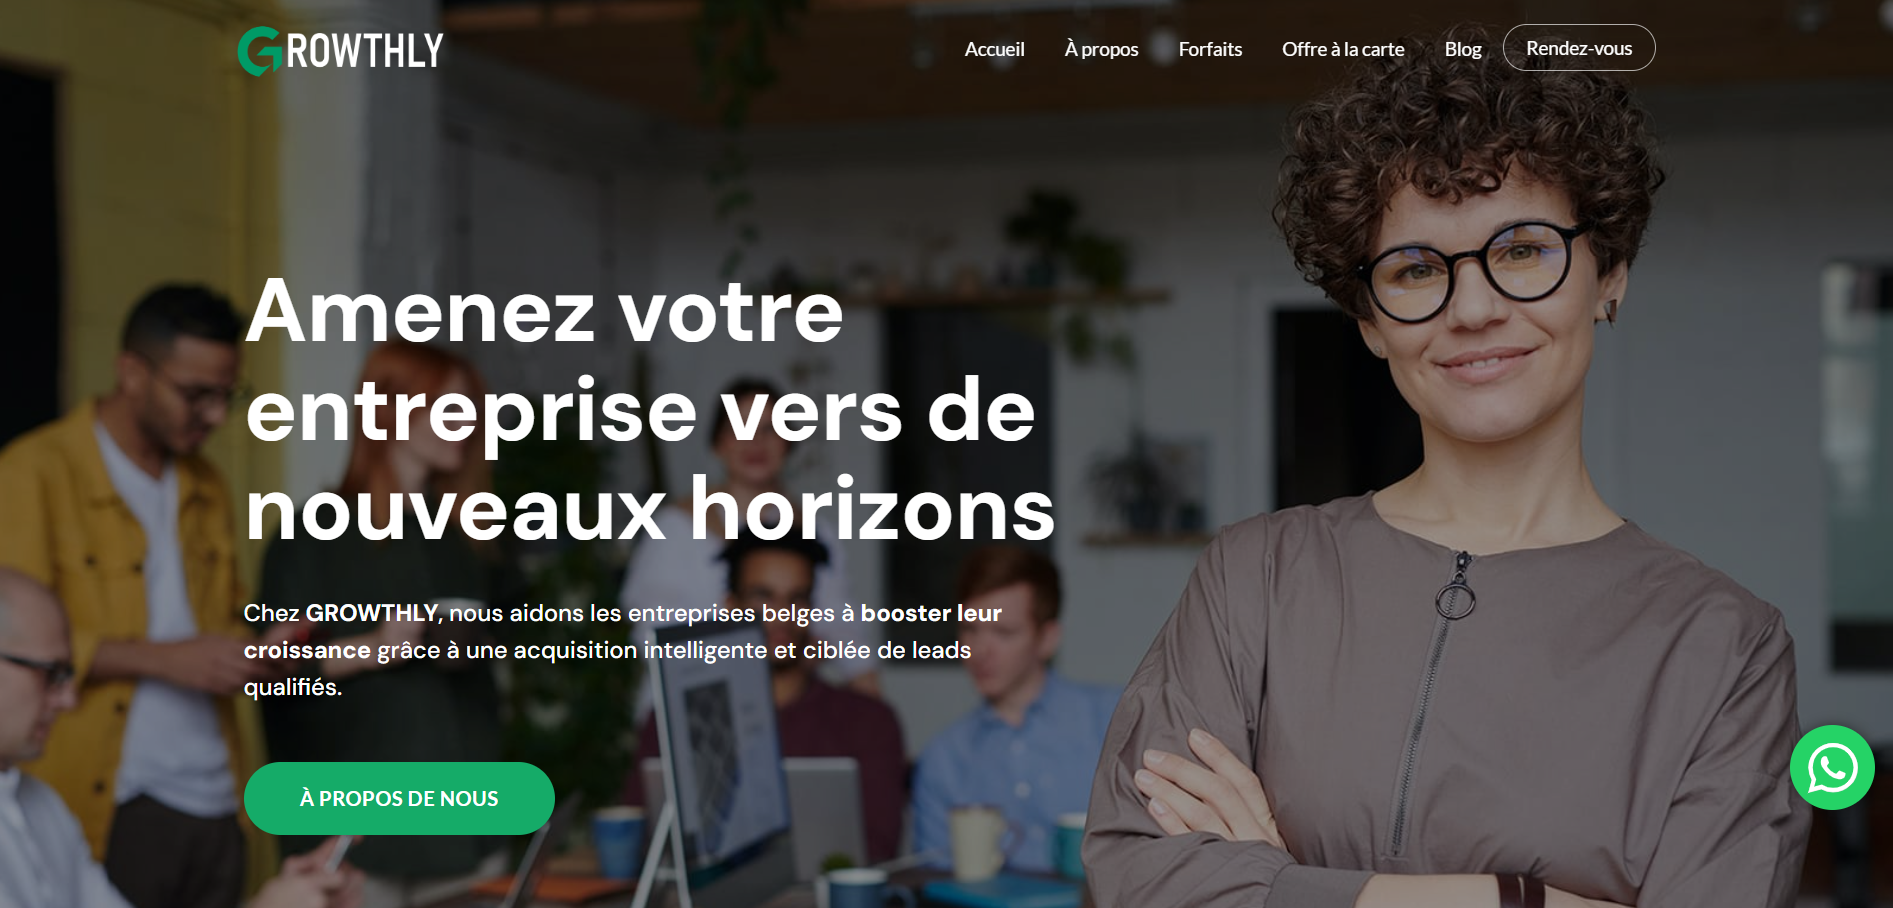 GROWTHLY
Accueil
À propos
Forfaits
Offre à la carte
Blog
Rendez-vous
Amenez votre
entreprise vers de
nouveaux horizons
Chez GROWTHLY, nous aidons les entreprises belges à booster leur
croissance grâce à une acquisition intelligente et ciblée de leads
qualifiés.
À PROPOS DE NOUS